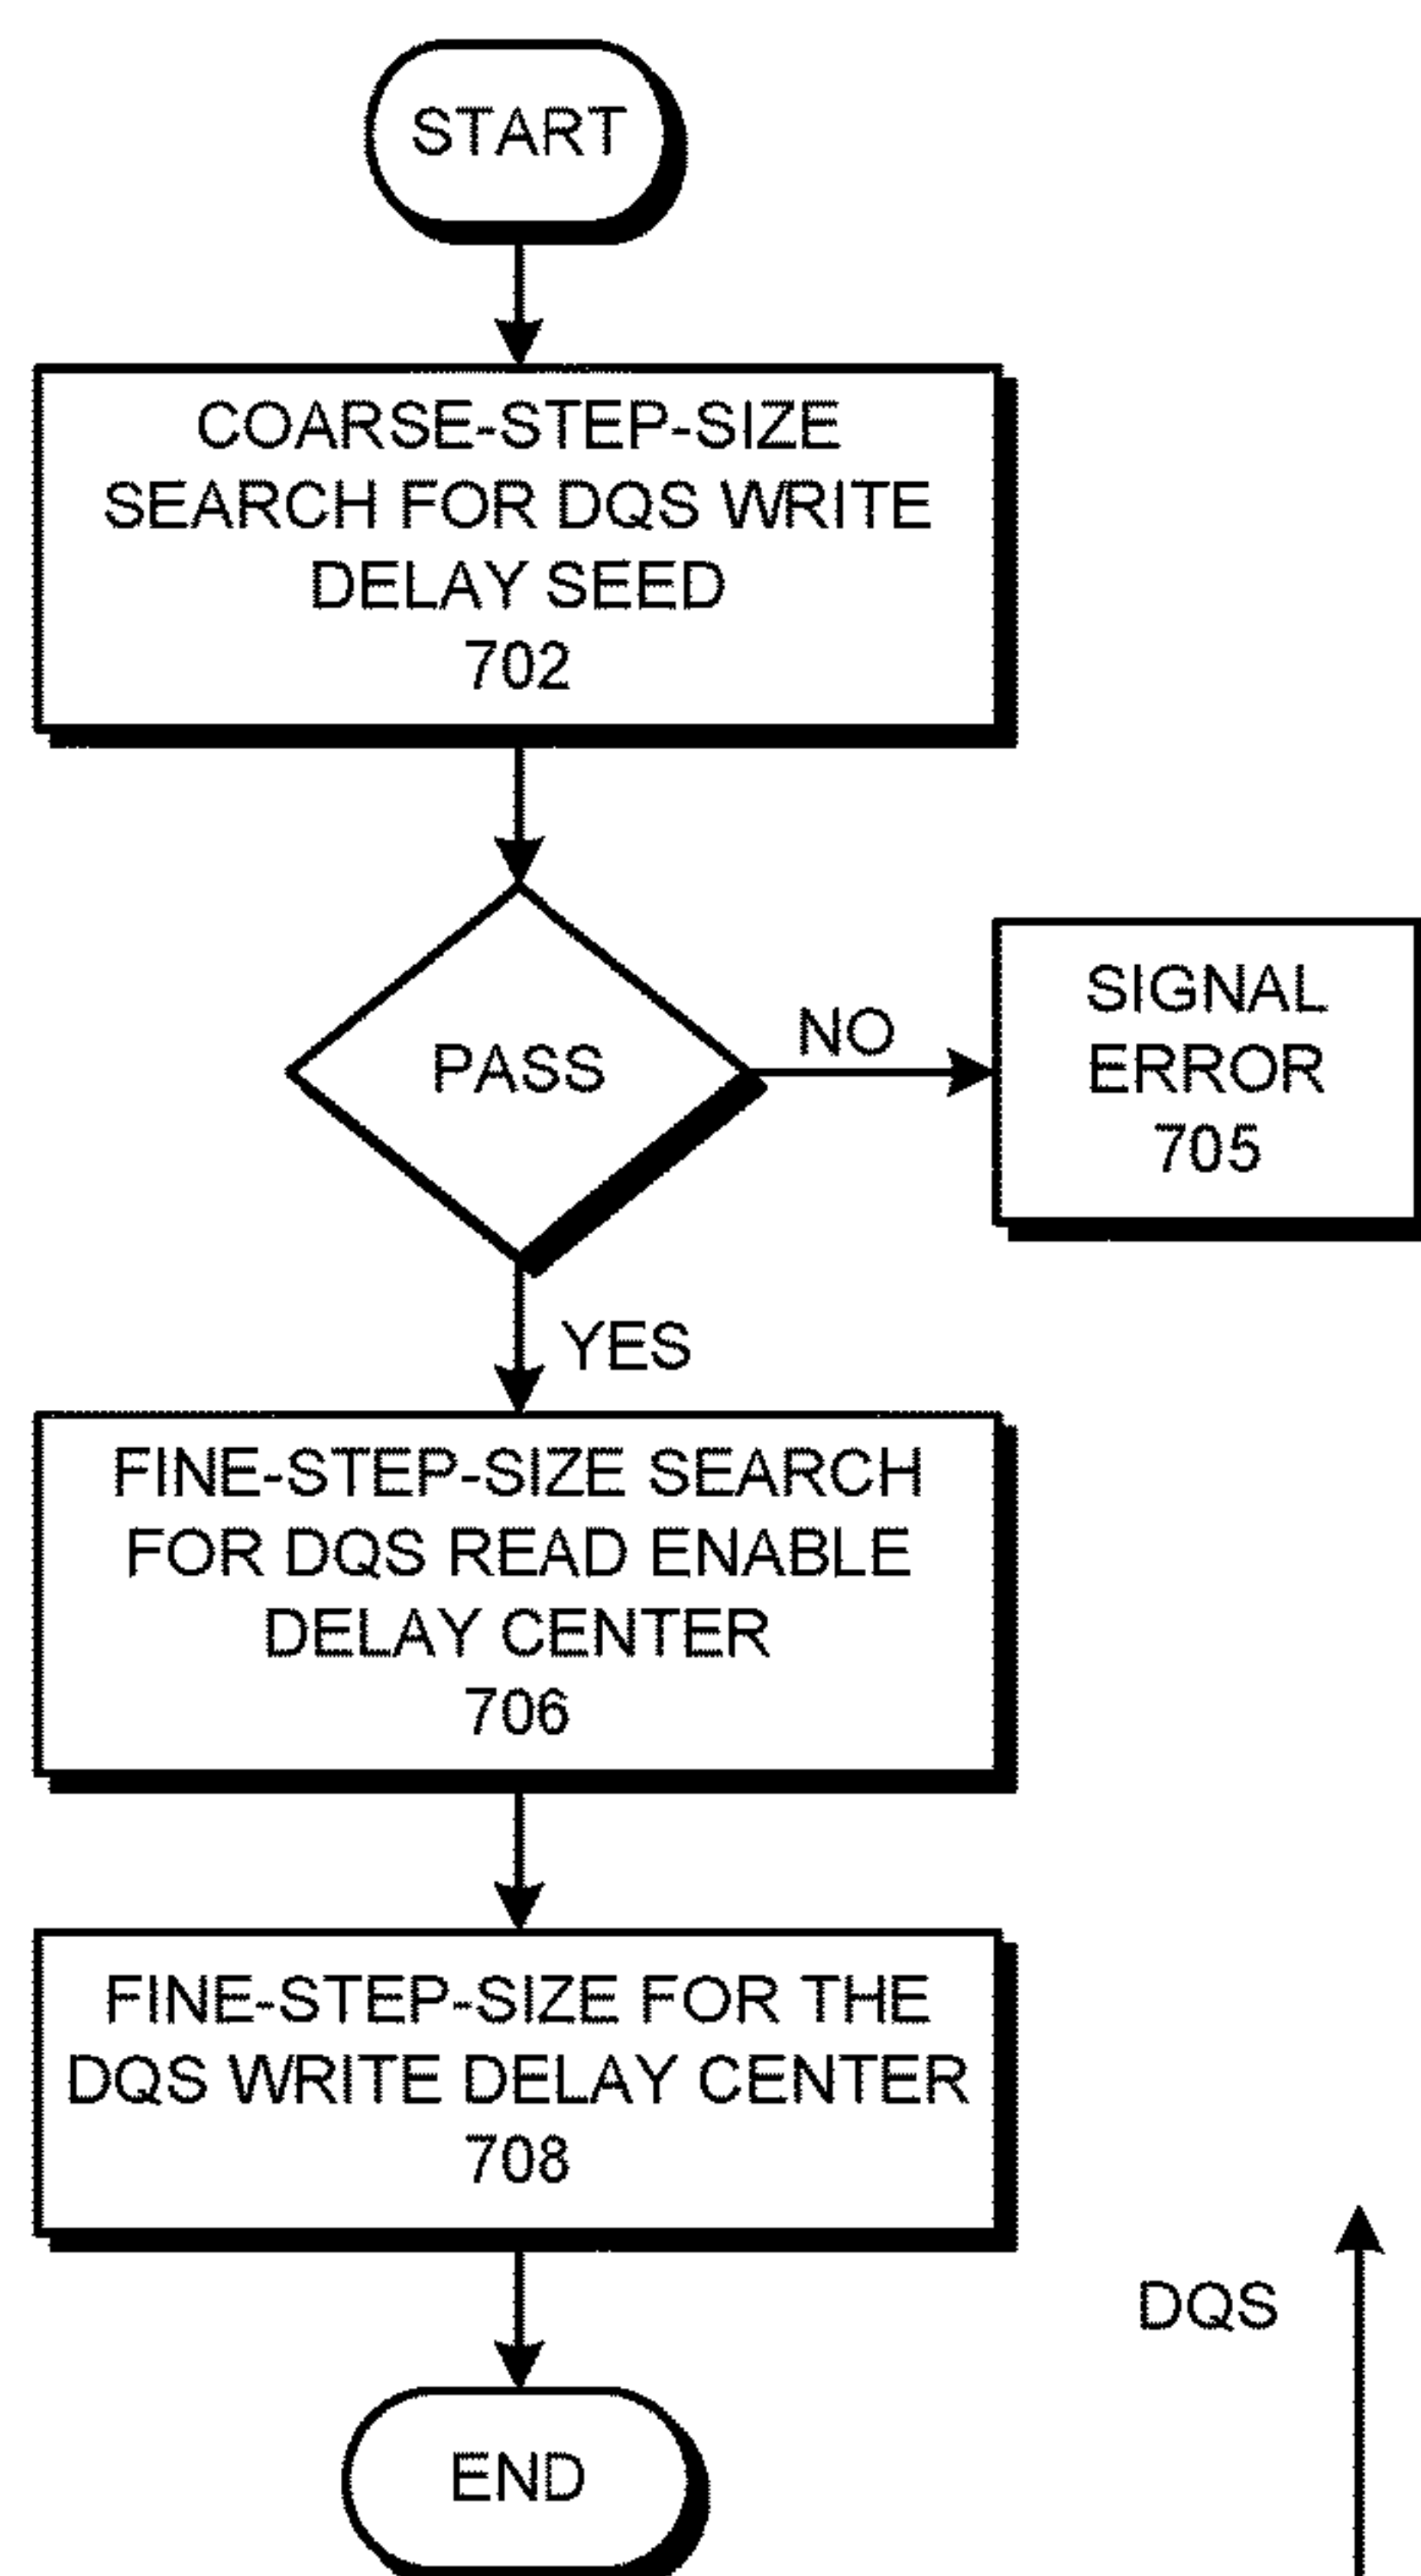 START
COARSE-STEP-SIZE
SEARCH FOR DQS WRITE
DELAY SEED
702
PASS
NO
SIGNAL
ERROR
705
YES
FINE-STEP-SIZE SEARCH
FOR DQS READ ENABLE
DELAY CENTER
706
FINE-STEP-SIZE FOR THE
DQS WRITE DELAY CENTER
708
DQS
END